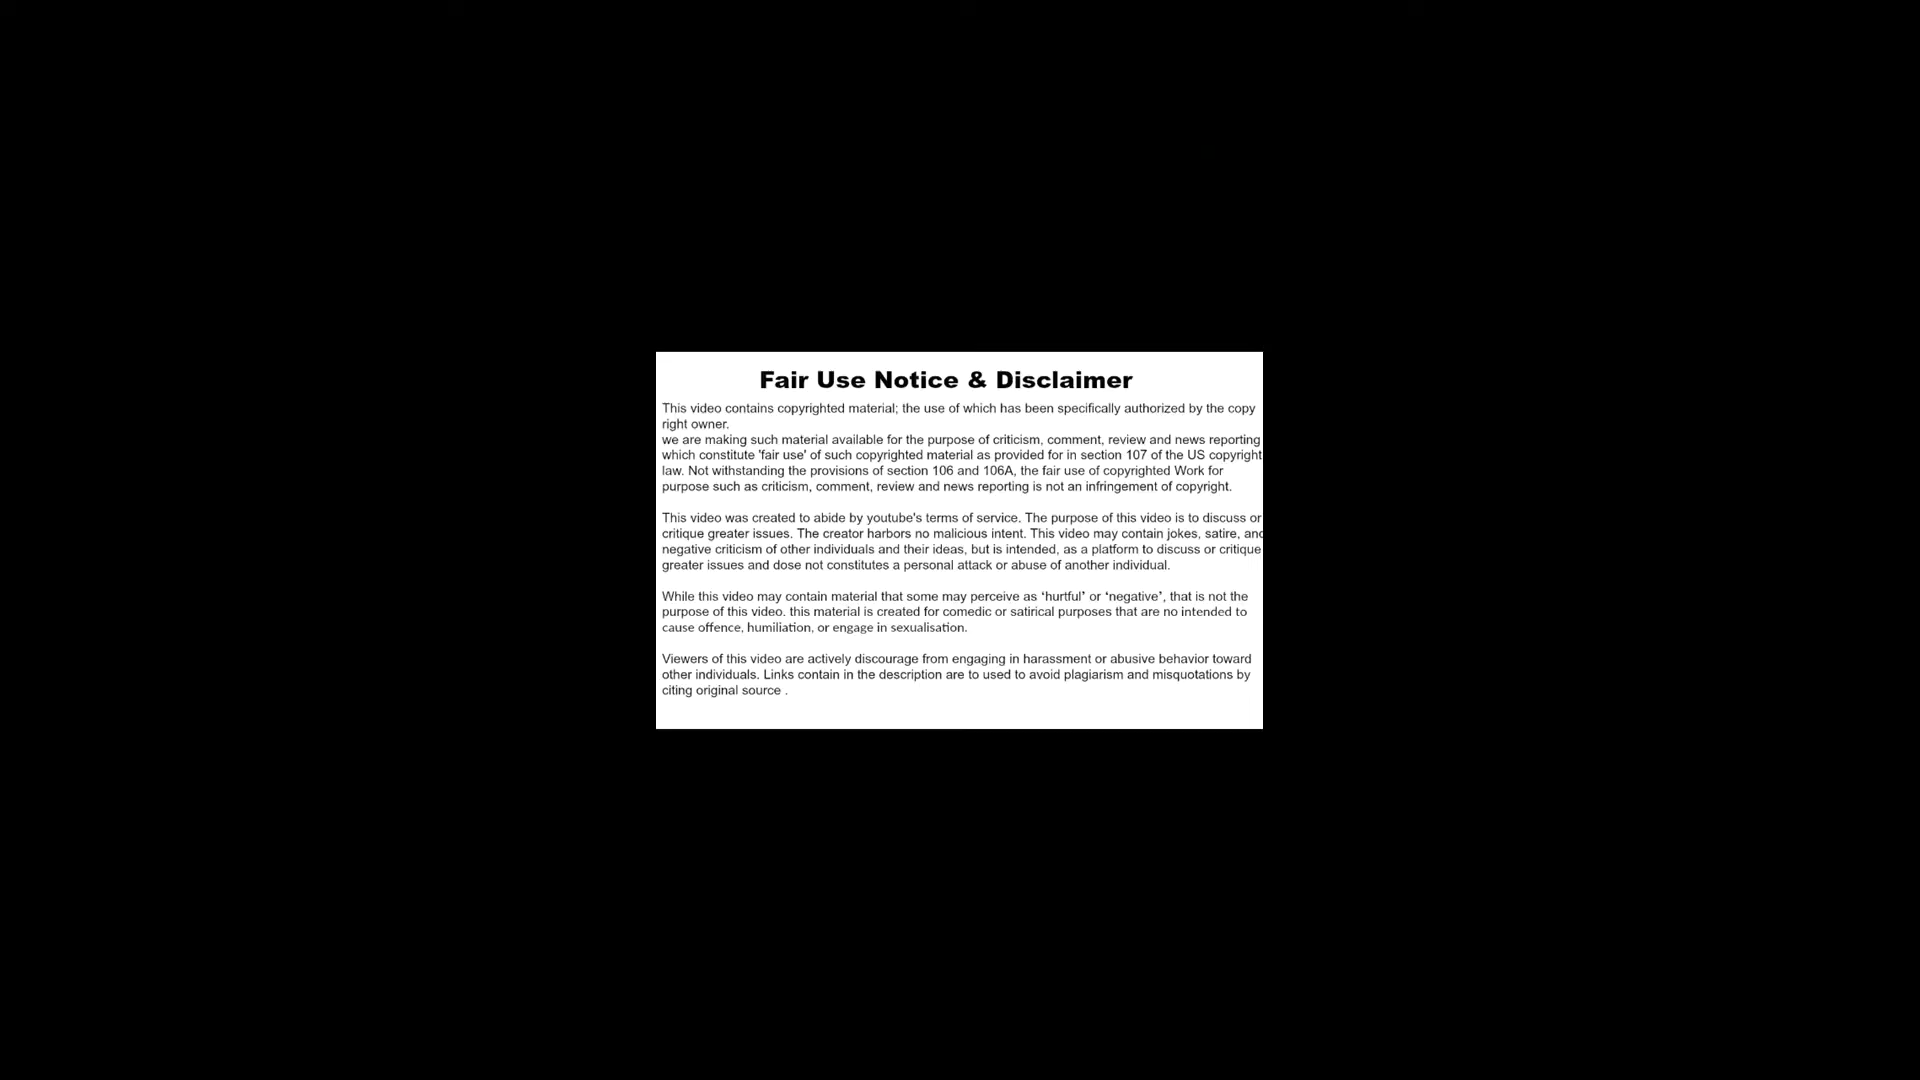 Fair Use Notice & Disclaimer
This video contains copyrighted material; the use of which has been specifically authorized by the copy
right owner.
we are making such material available for the purpose of criticism, comment, review and news reporting
which constitute 'fair use' of such copyrighted material as provided for in section 107 of the US copyright
law. Not withstanding the provisions of section 106 and 106A, the fair use of copyrighted Work for
purpose such as criticism, comment, review and news reporting is not an infringement of copyright.
This video was created to abide by youtube's terms of service. The purpose of this video is to discuss or
critique greater issues. The creator harbors no malicious intent. This video may contain jokes, satire, and
negative criticism of other individuals and their ideas, but is intended, as a platform to discuss or critique
greater issues and dose not constitutes a personal attack or abuse of another individual.
While this video may contain material that some may perceive as ‘hurtful’ or ‘negative’, that is not the
purpose of this video. this material is created for comedic or satirical purposes that are no intended to
cause offence, humiliation, or engage in sexualisation.
Viewers of this video are actively discourage from engaging in harassment or abusive behavior toward
other individuals. Links contain in the description are to used to avoid plagiarism and misquotations by
citing original source .